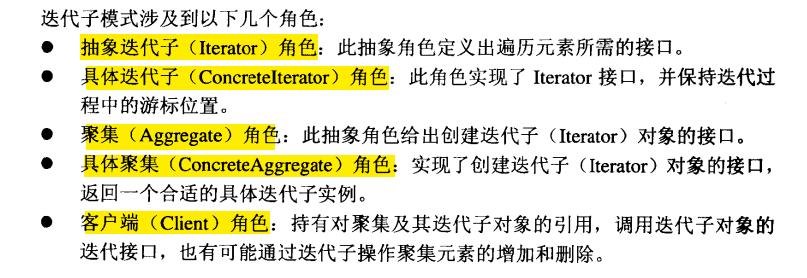 迭代子模式涉及到以下几个角色：
● 抽象迭代子（Iterator）角色：此抽象角色定义出遍历元素所需的接口。
● 具体迭代子（ConcreteIterator）角色：此角色实现了 Iterator 接口，并保持迭代过
程中的游标位置。
● 聚集（Aggregate）角色：此抽象角色给出创建迭代子（Iterator）对象的接口。
● 具体聚集（ConcreteAggregate）角色：实现了创建迭代子（Iterator）对象的接口，
返回一个合适的具体迭代子实例。
● 客户端（Client）角色：持有对聚集及其迭代子对象的引用，调用迭代子对象的
迭代接口，也有可能通过迭代子操作聚集元素的增加和删除。